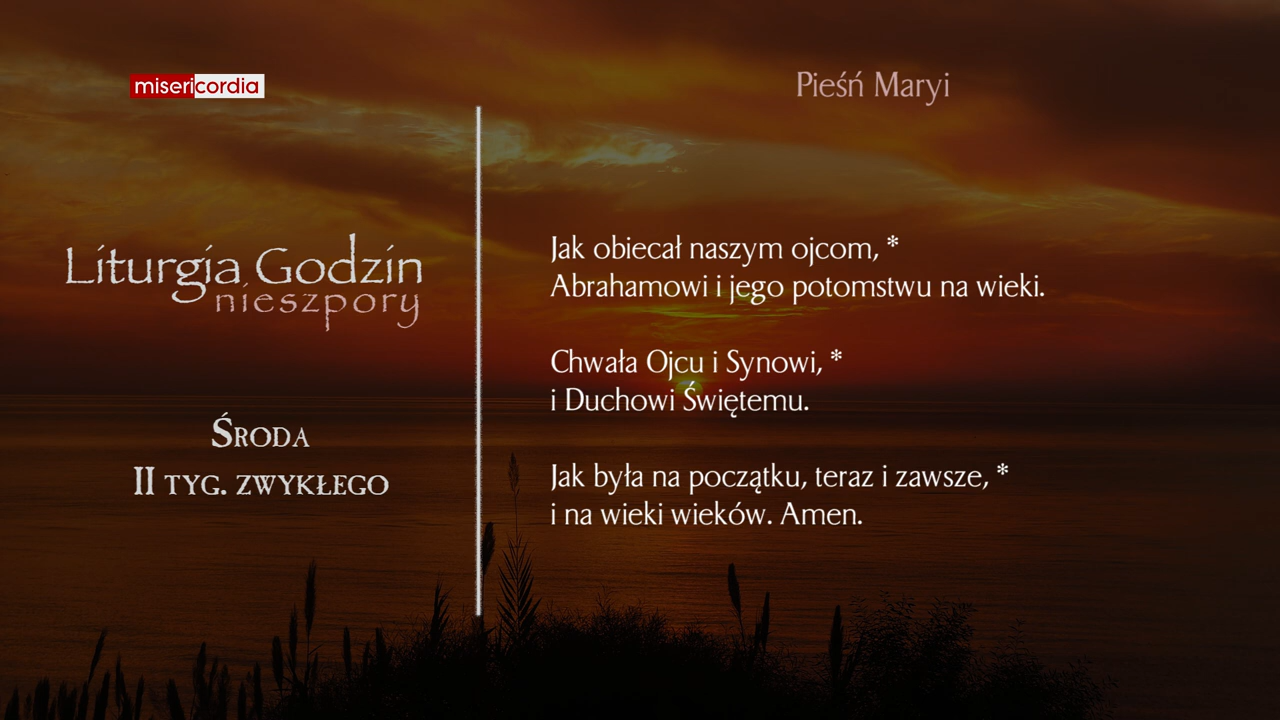 misericordia
Pieśń Maryi
Liturgia Godzin
nieszpory
Środa
II tyg. zwykłego
Jak obiecał naszym ojcom, *
Abrahamowi i jego potomstwu na wieki.
Chwała Ojcu i Synowi, *
i Duchowi Świętemu.
Jak była na początku, teraz i zawsze, *
i na wieki wieków. Amen.